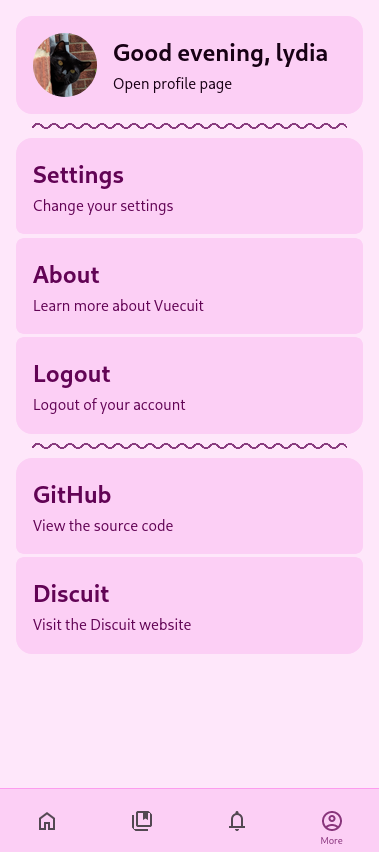 Good evening, lydia
Open profile page
Settings
Change your settings
About
Learn more about Vuecuit
Logout
Logout of your account
GitHub
View the source code
Discuit
Visit the Discuit website
More